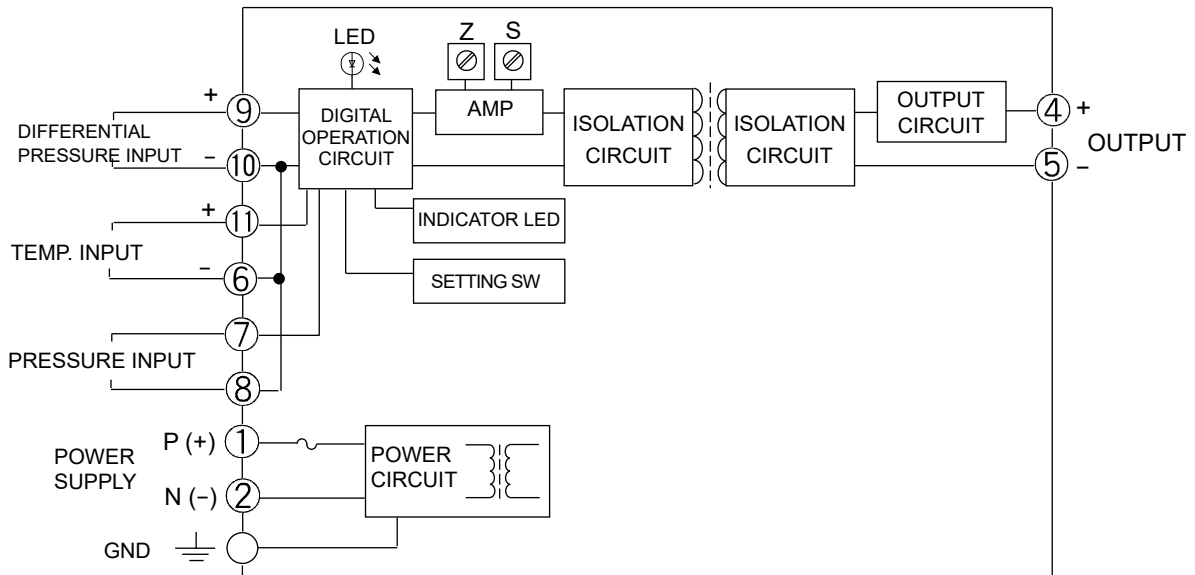 LED
Z
S
+
9
DIFFERENTIAL
PRESSURE INPUT
−
10
DIGITAL
OPERATION
CIRCUIT
AMP
ISOLATION
CIRCUIT
ISOLATION
CIRCUIT
OUTPUT
CIRCUIT
4
+
OUTPUT
5
−
+
11
TEMP. INPUT
−
6
INDICATOR LED
SETTING SW
7
PRESSURE INPUT
8
POWER
SUPPLY
P (+)
1
N (−)
2
POWER
CIRCUIT
GND